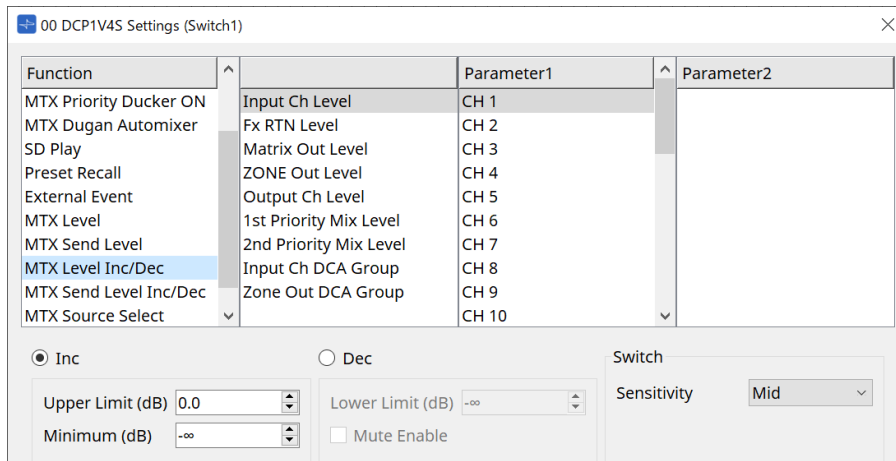 00 DCP1V4S Settings (Switch1)
Function Parameter1 Parameter2
MTX Priority Ducker ON Input Ch Level CH 1
MTX Dugan Automixer Fx RTN Level CH 2
SD Play Matrix Out Level CH 3
Preset Recall ZONE Out Level CH 4
External Event Output Ch Level CH 5
MTX Level 1st Priority Mix Level CH 6
MTX Send Level 2nd Priority Mix Level CH 7
MTX Level Inc/Dec Input Ch DCA Group CH 8
MTX Send Level Inc/Dec Zone Out DCA Group CH 9
MTX Source Select CH 10
Inc Dec Switch
Upper Limit (dB) 0.0 Lower Limit (dB) -∞ Sensitivity Mid
Minimum (dB) -∞ Mute Enable